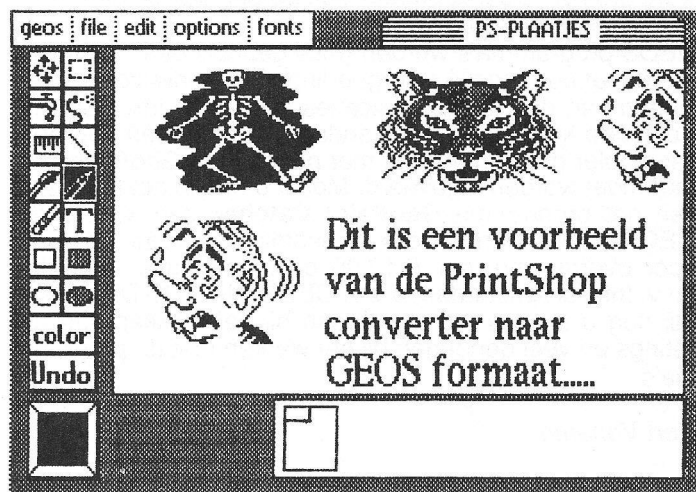 geos file edit options fonts PS-PLAATJES
T
color
Undo
Dit is een voorbeeld
van de PrintShop
converter naar
GEOS formaat.....